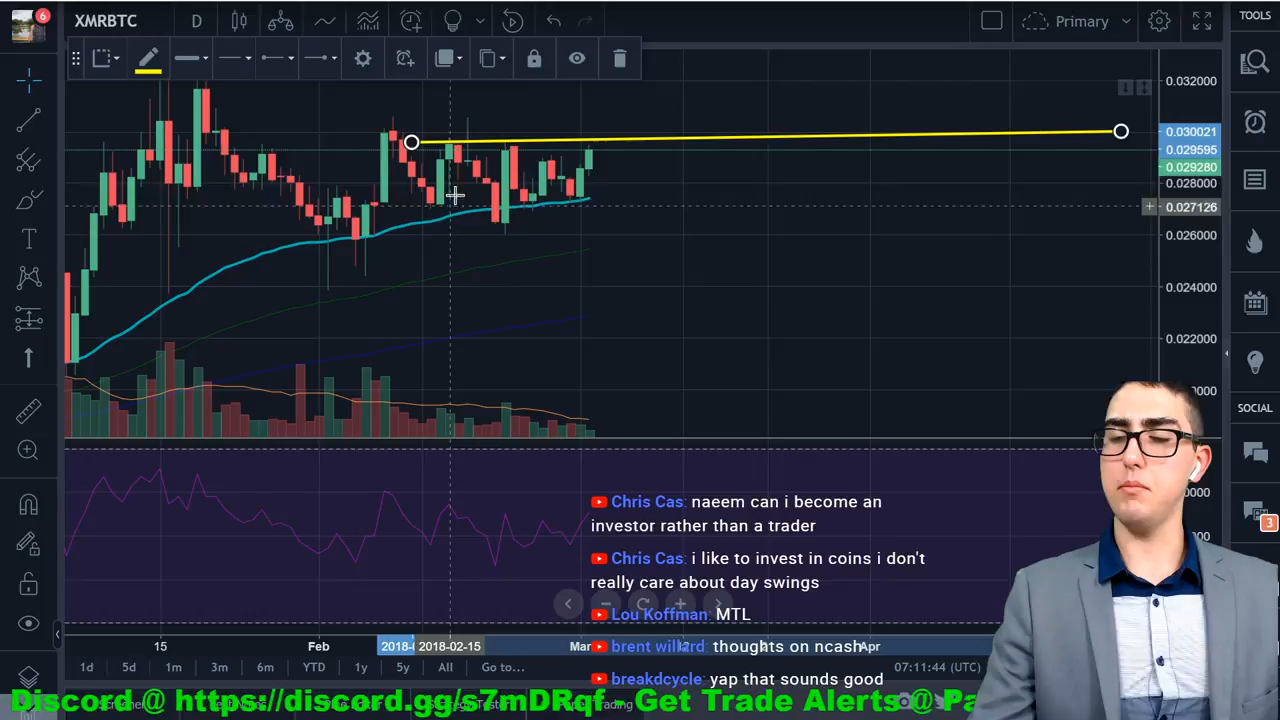 6
XMRBTC
D
Primary
TOOLS
0.032000
0.030021
0.029595
0.029280
0.028000
0.027126
0.026000
0.024000
0.022000
SOCIAL
3
Chris Cas: naeem can i become an
investor rather than a trader
Chris Cas: i like to invest in coins i don't
really care about day swings
Lou Koffman: MTL
brent willard: thoughts on ncash
breakdcycle: yap that sounds good
15
Feb
2018-02-15
Apr
1d
5d
1m
3m
6m
YTD
1y
5y
All
Go to...
07:11:44 (UTC)
Discord @ https://discord.gg/s7mDRqf - Get Trade Alerts @ Pa